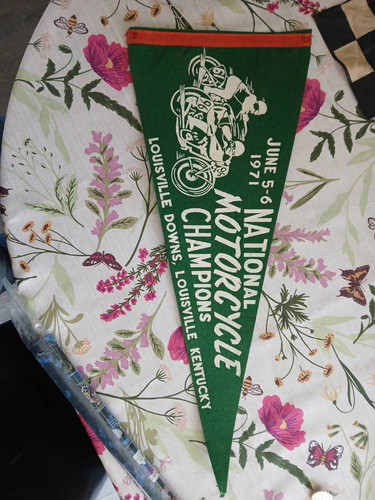 JUNE 5-6
1971
NATIONAL
MOTORCYCLE
CHAMPIONS
LOUISVILLE DOWNS, LOUISVILLE KENTUCKY